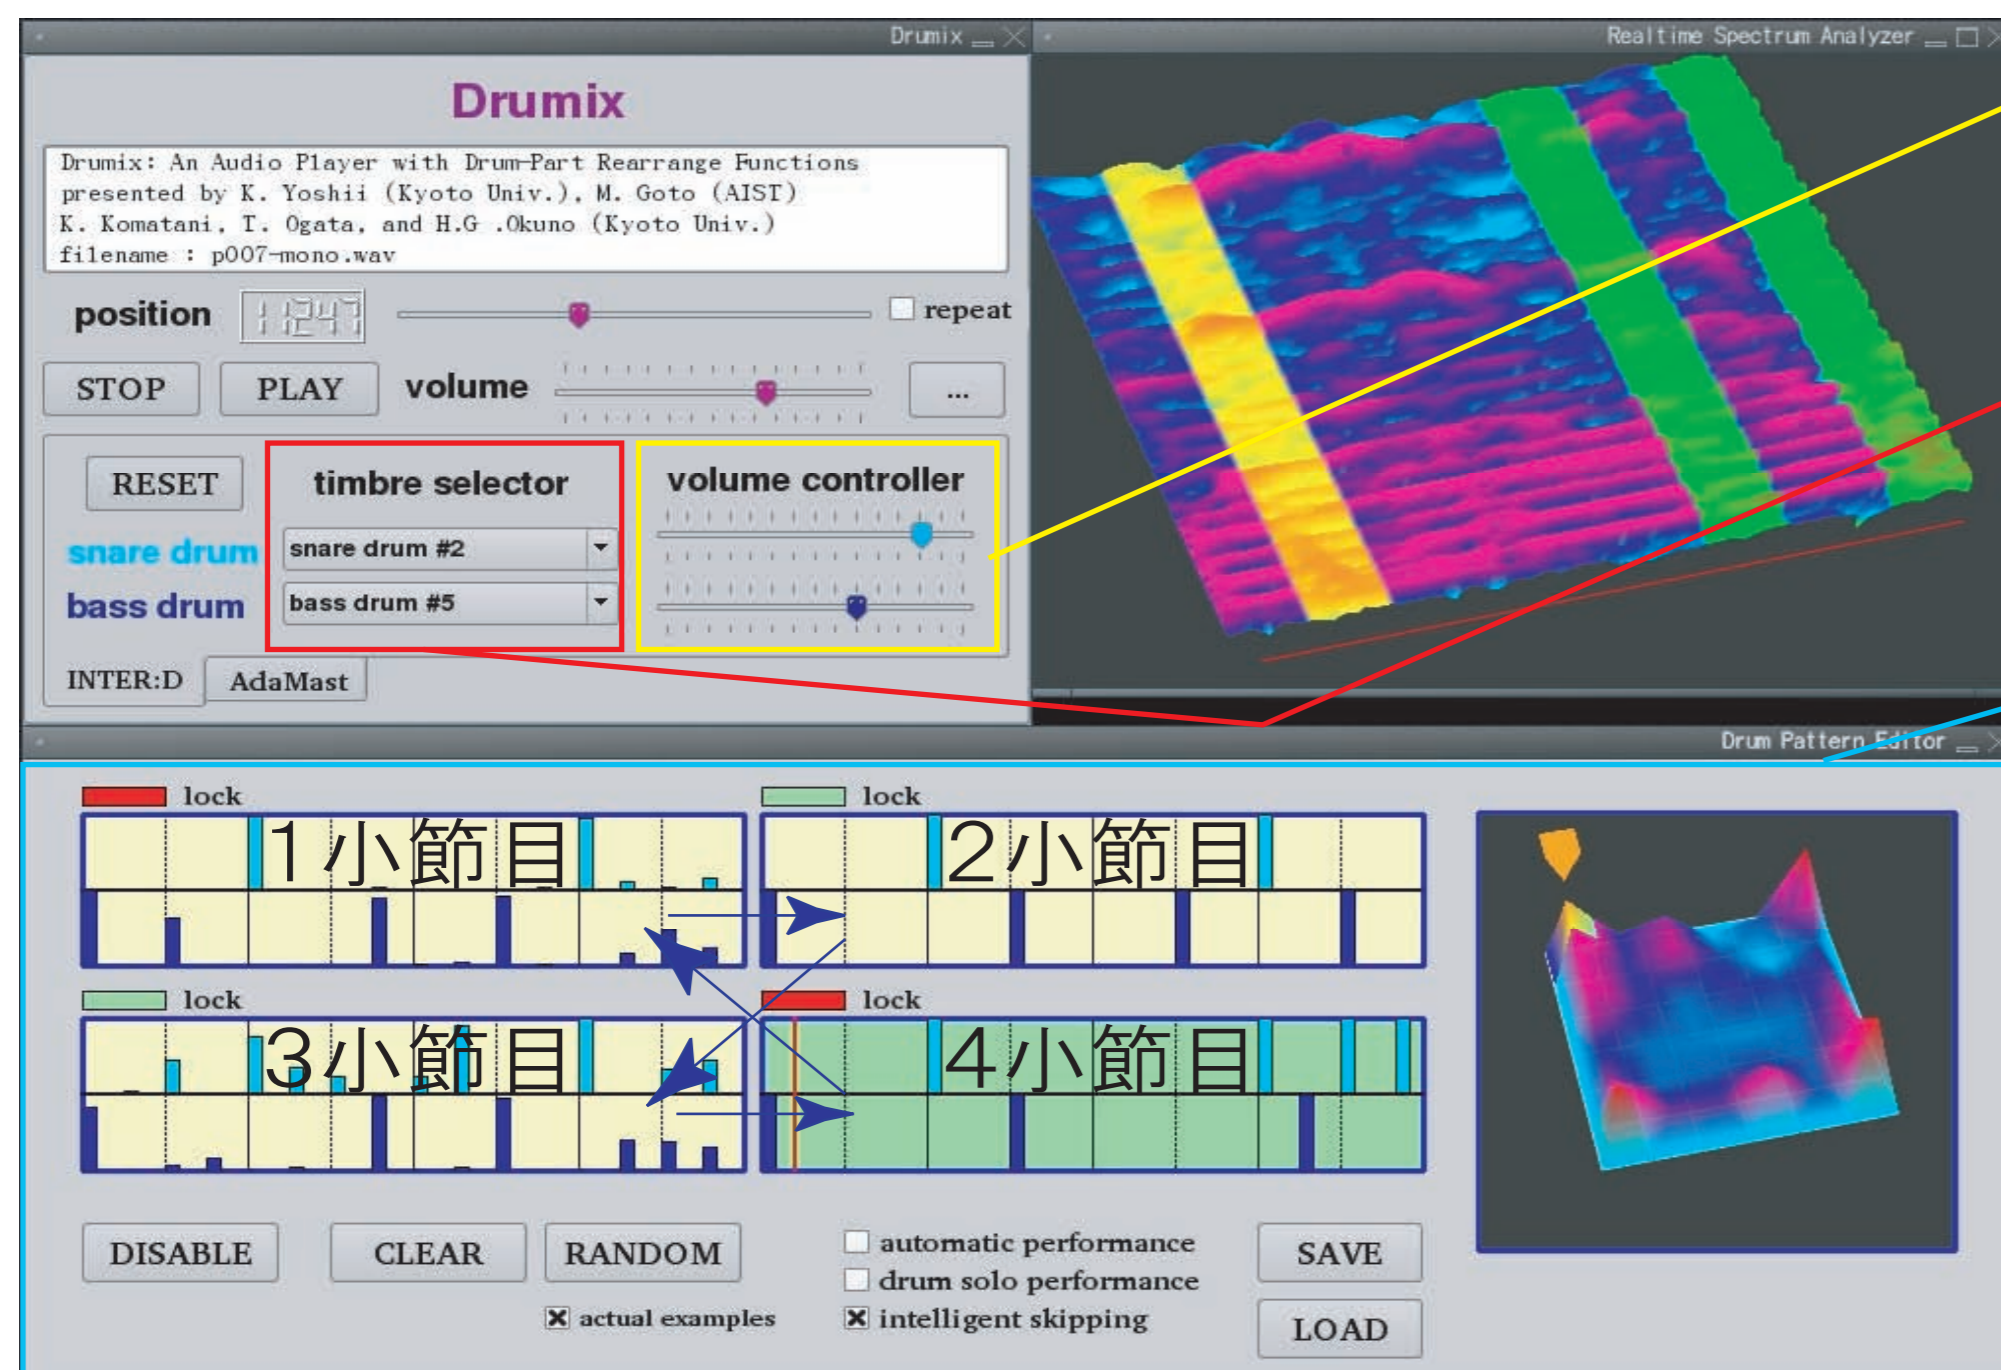 Drumix
Realtime Spectrum Analyzer
Drumix
Drumix: An Audio Player with Drum-Part Rearrange Functions
presented by K. Yoshii (Kyoto Univ.), M. Goto (AIST)
K. Komatani, T. Ogata, and H.G .Okuno (Kyoto Univ.)
filename : p007-mono.wav
position
11247
repeat
STOP
PLAY
volume
...
RESET
timbre selector
volume controller
snare drum
snare drum #2
bass drum
bass drum #5
INTER:D
AdaMast
Drum Pattern Editor
lock
lock
1小節目
2小節目
lock
lock
3小節目
4小節目
DISABLE
CLEAR
RANDOM
automatic performance
SAVE
drum solo performance
actual examples
intelligent skipping
LOAD